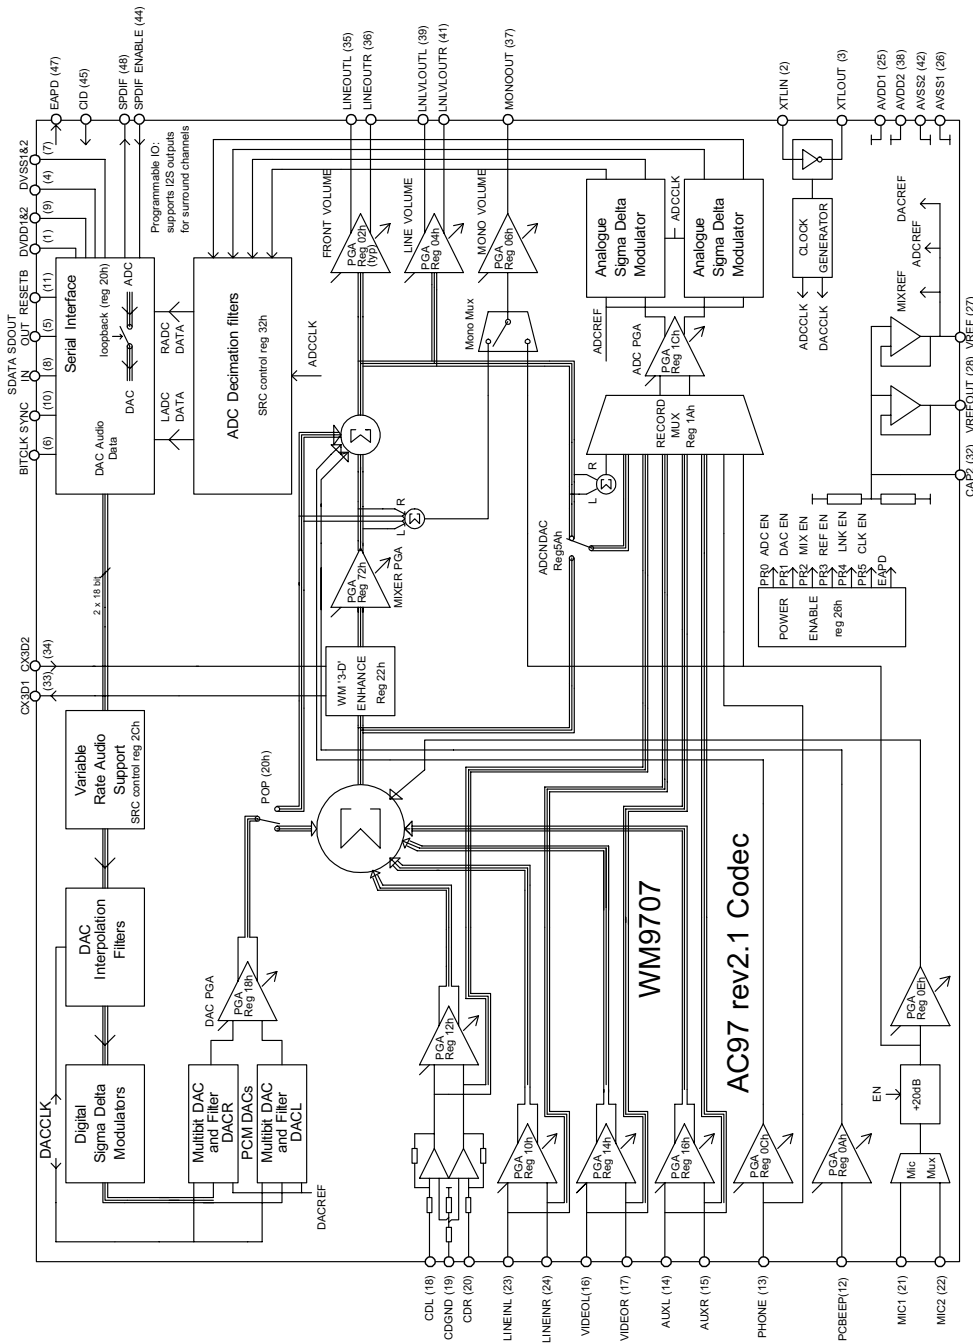 EAPD (47)
CID (45)
SPDIF (48)
SPDIF ENABLE (44)
LINEOUTL (35)
LINEOUTR (36)
LNLVLOUTL (39)
LNLVLOUTR (41)
MONOOUT (37)
XTLIN (2)
XTLOUT (3)
AVDD1 (25)
AVDD2 (38)
AVSS2 (42)
AVSS1 (26)
DVSS1&2
(7)
(4)
DVDD1&2
(9)
(1)
RESETB
(11)
SDATA SDOUT
OUT
(5)
IN
(8)
SYNC
(10)
BITCLK
(6)
Programmable IO:
supports I2S outputs
for surround channels
Serial Interface
loopback (reg 20h)
ADC
DAC
DAC Audio
Data
RADC
DATA
LADC
DATA
ADC Decimation filters
SRC control reg 32h
ADCCLK
FRONT VOLUME
PGA
Reg 02h
(typ)
LINE VOLUME
PGA
Reg 04h
MONO VOLUME
PGA
Reg 06h
Mono Mux
Analogue
Sigma Delta
Modulator
ADCCLK
Analogue
Sigma Delta
Modulator
ADCREF
ADC PGA
PGA
Reg 1Ch
RECORD
MUX
Reg 1Ah
CLOCK
GENERATOR
ADCCLK
DACCLK
DACREF
ADCREF
MIXREF
VREF (27)
VREFOUT (28)
CAP2 (32)
2 x 18 bit
Σ
L
R
Σ
L
R
Σ
ADCNDAC
Reg5Ah
PGA
Reg 72h
MIXER PGA
WM '3-D'
ENHANCE
Reg 22h
CX3D2
(34)
CX3D1
(33)
POWER
ENABLE
reg 26h
PR0 ADC EN
PR1 DAC EN
PR2 MIX EN
PR3 REF EN
PR4 LNK EN
PR5 CLK EN
EAPD
Variable
Rate Audio
Support
SRC control reg 2Ch
POP (20h)
Σ
DAC
Interpolation
Filters
DAC PGA
PGA
Reg 18h
Digital
Sigma Delta
Modulators
DACCLK
Multibit DAC
and Filter
DACR
PCM DACs
Multibit DAC
and Filter
DACL
DACREF
PGA
Reg 12h
PGA
Reg 10h
PGA
Reg 14h
PGA
Reg 16h
PGA
Reg 0Ch
PGA
Reg 0Ah
PGA
Reg 0Eh
EN
+20dB
Mic
Mux
WM9707
AC97 rev2.1 Codec
CDL (18)
CDGND (19)
CDR (20)
LINEINL (23)
LINEINR (24)
VIDEOL(16)
VIDEOR (17)
AUXL (14)
AUXR (15)
PHONE (13)
PCBEEP(12)
MIC1 (21)
MIC2 (22)